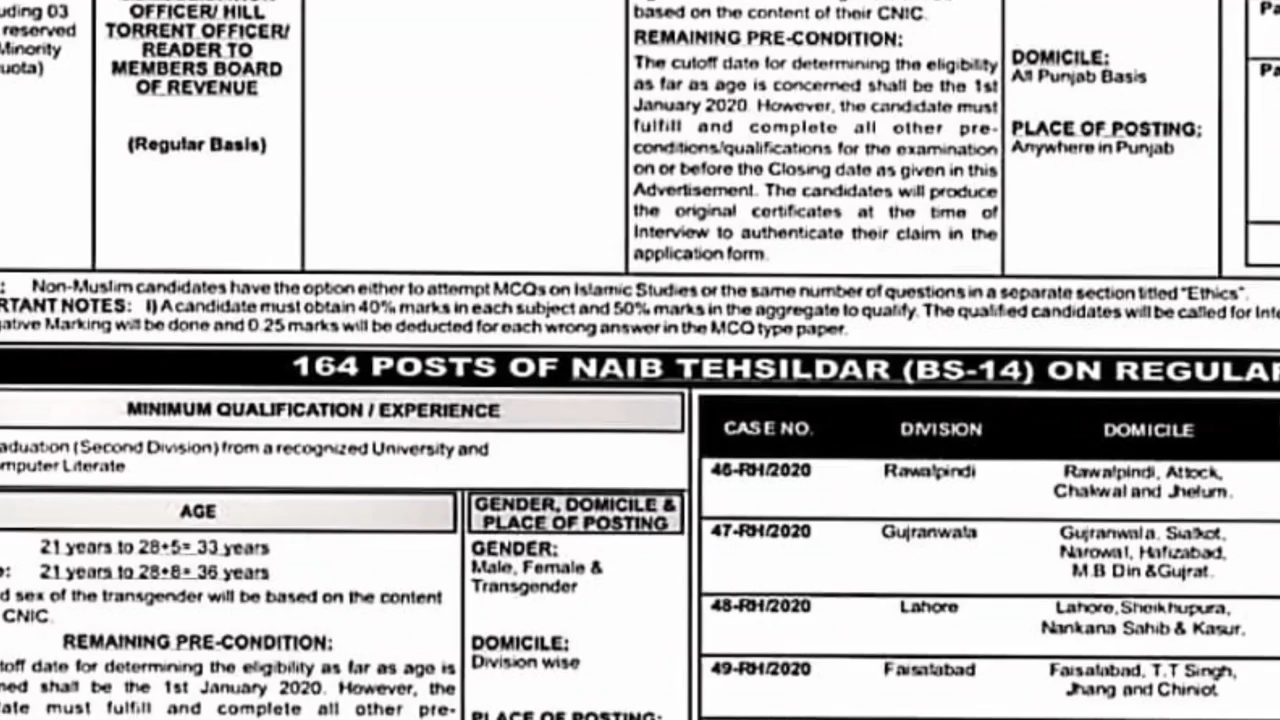 uding 03
reserved
Minority
uota)
OFFICER/ HILL
TORRENT OFFICER/
READER TO
MEMBERS BOARD
OF REVENUE
(Regular Basis)
based on the content of their CNIC.
REMAINING PRE-CONDITION:
The cutoff date for determining the eligibility
as far as age is concerned shall be the 1st
January 2020. However, the candidate must
fulfill and complete all other pre-
conditions/qualifications for the examination
on or before the Closing date as given in this
Advertisement. The candidates will produce
the original certificates at the time of
Interview to authenticate their claim in the
application form.
DOMICILE:
All Punjab Basis
PLACE OF POSTING:
Anywhere in Punjab
Pa
Pa
: Non-Muslim candidates have the option either to attempt MCQs on Islamic Studies or the same number of questions in a separate section titled "Ethics".
RTANT NOTES: I) A candidate must obtain 40% marks in each subject and 50% marks in the aggregate to qualify. The qualified candidates will be called for Inte
gative Marking will be done and 0.25 marks will be deducted for each wrong answer in the MCQ type paper.
164 POSTS OF NAIB TEHSILDAR (BS-14) ON REGULAR
MINIMUM QUALIFICATION / EXPERIENCE
aduation (Second Division) from a recognized University and
mputer Literate
AGE
21 years to 28+5= 33 years
e: 21 years to 28+8= 36 years
d sex of the transgender will be based on the content
CNIC.
REMAINING PRE-CONDITION:
toff date for determining the eligibility as far as age is
ned shall be the 1st January 2020. However, the
ate must fulfill and complete all other pre-
GENDER, DOMICILE &
PLACE OF POSTING
GENDER:
Male, Female &
Transgender
DOMICILE:
Division wise
PLACE OF POSTING:
CASE NO. DIVISION DOMICILE
46-RH/2020 Rawalpindi Rawalpindi, Attock,
Chakwal and Jhelum.
47-RH/2020 Gujranwala Gujranwala, Sialkot,
Narowal, Hafizabad,
M.B Din &Gujrat.
48-RH/2020 Lahore Lahore, Sheikhupura,
Nankana Sahib & Kasur.
49-RH/2020 Faisalabad Faisalabad, T.T Singh,
Jhang and Chiniot